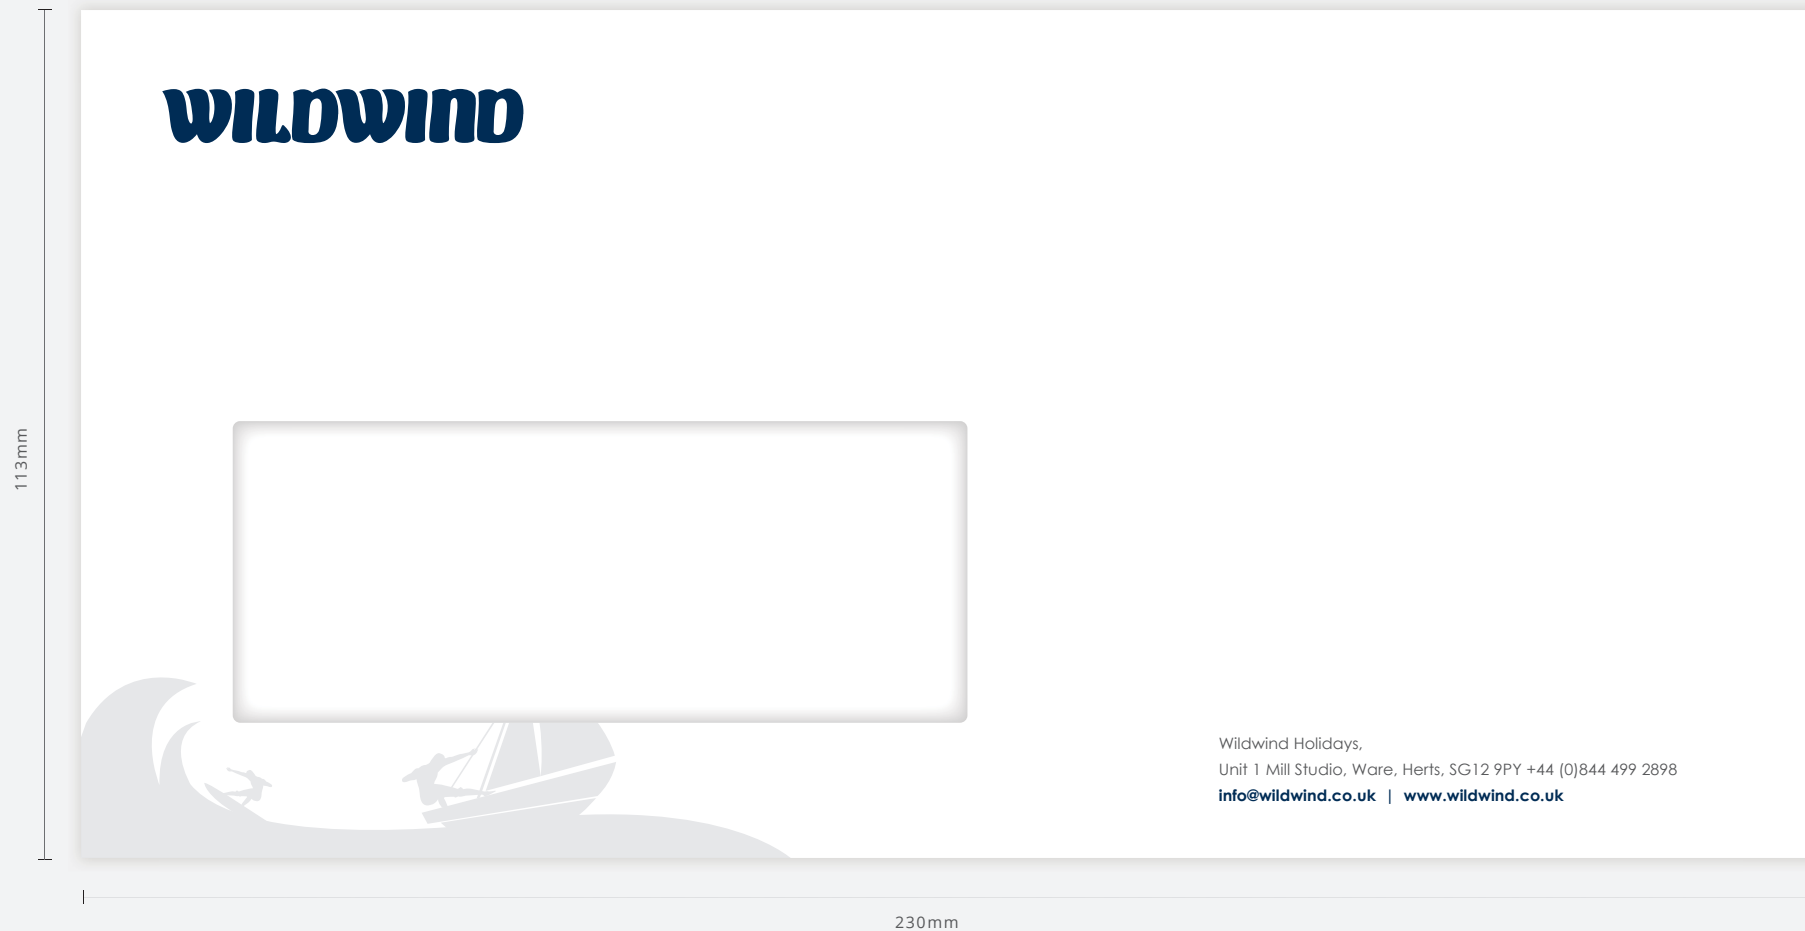 WILDWIND
113mm
Wildwind Holidays,
Unit 1 Mill Studio, Ware, Herts, SG12 9PY +44 (0)844 499 2898
info@wildwind.co.uk | www.wildwind.co.uk
230mm